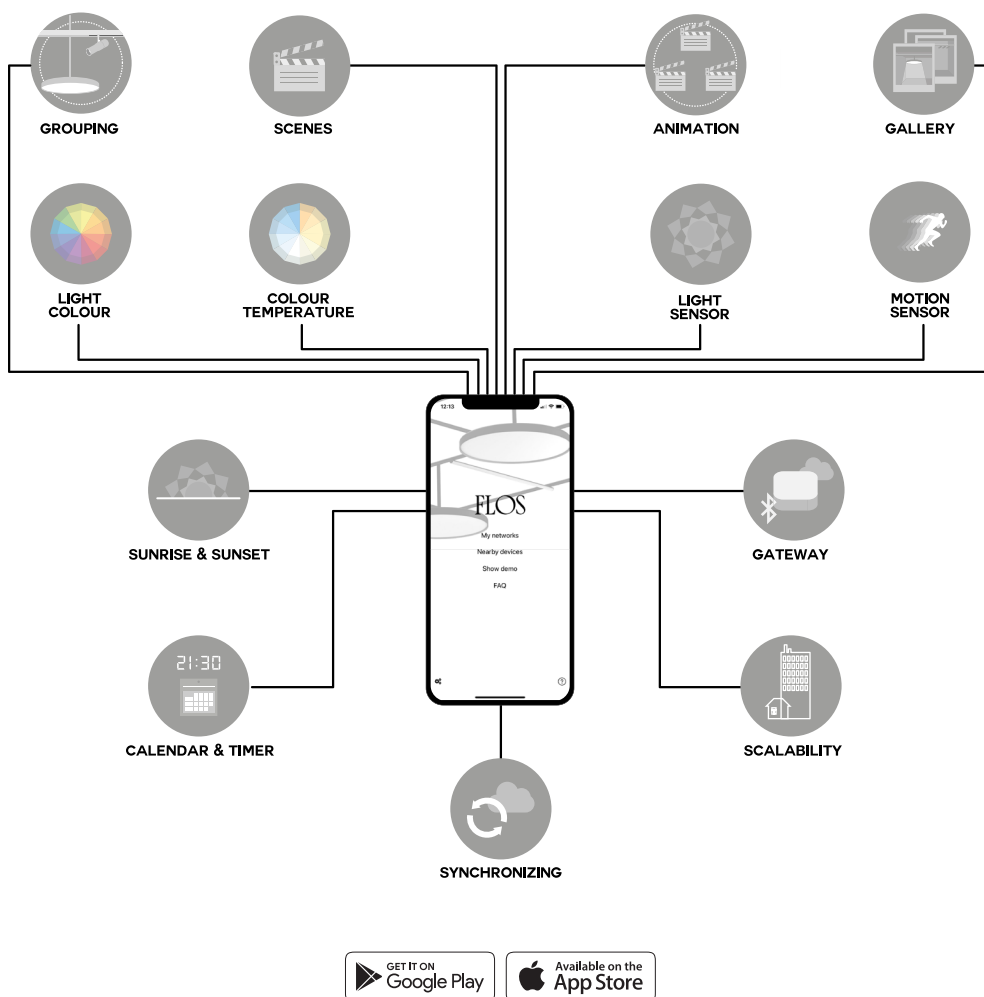 GROUPING
SCENES
ANIMATION
GALLERY
LIGHT
COLOUR
COLOUR
TEMPERATURE
LIGHT
SENSOR
MOTION
SENSOR
12:13
FLOS
My networks
Nearby devices
Show demo
FAQ
?
SUNRISE & SUNSET
GATEWAY
21:30
CALENDAR & TIMER
SCALABILITY
SYNCHRONIZING
GET IT ON
Google Play
Available on the
App Store